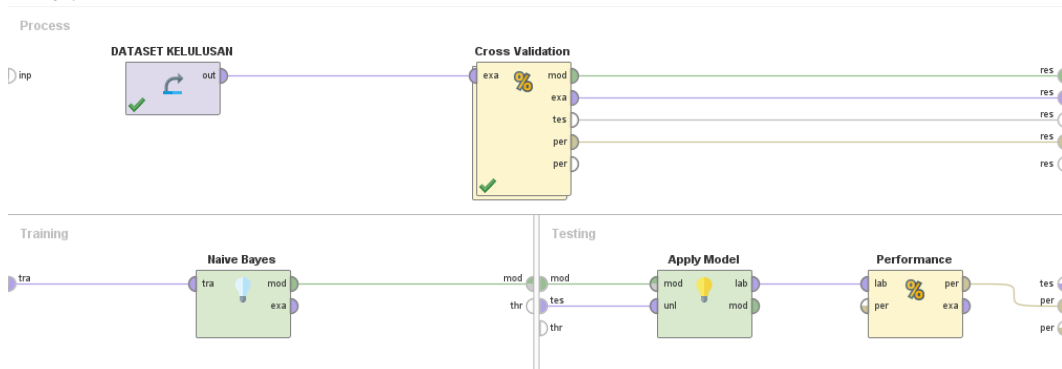 Process
DATASET KELULUSAN
Cross Validation
inp
out
exa
mod
res
exa
res
tes
res
per
res
per
res
Training
Testing
Naive Bayes
Apply Model
Performance
tra
tra
mod
mod
mod
mod
lab
lab
per
tes
exa
thr
tes
unl
mod
per
exa
per
thr
per